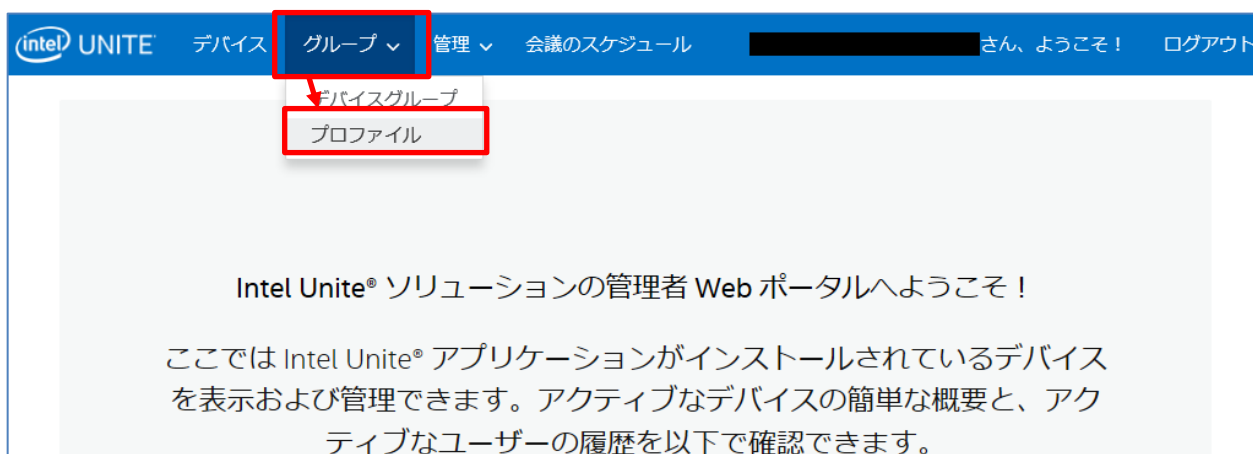 intel UNITE デバイス グループ 管理 会議のスケジュール さん、ようこそ! ログアウト
デバイスグループ
プロファイル
Intel Unite® ソリューションの管理者 Web ポータルへようこそ!
ここでは Intel Unite® アプリケーションがインストールされているデバイス
を表示および管理できます。アクティブなデバイスの簡単な概要と、アク
ティブなユーザーの履歴を以下で確認できます。